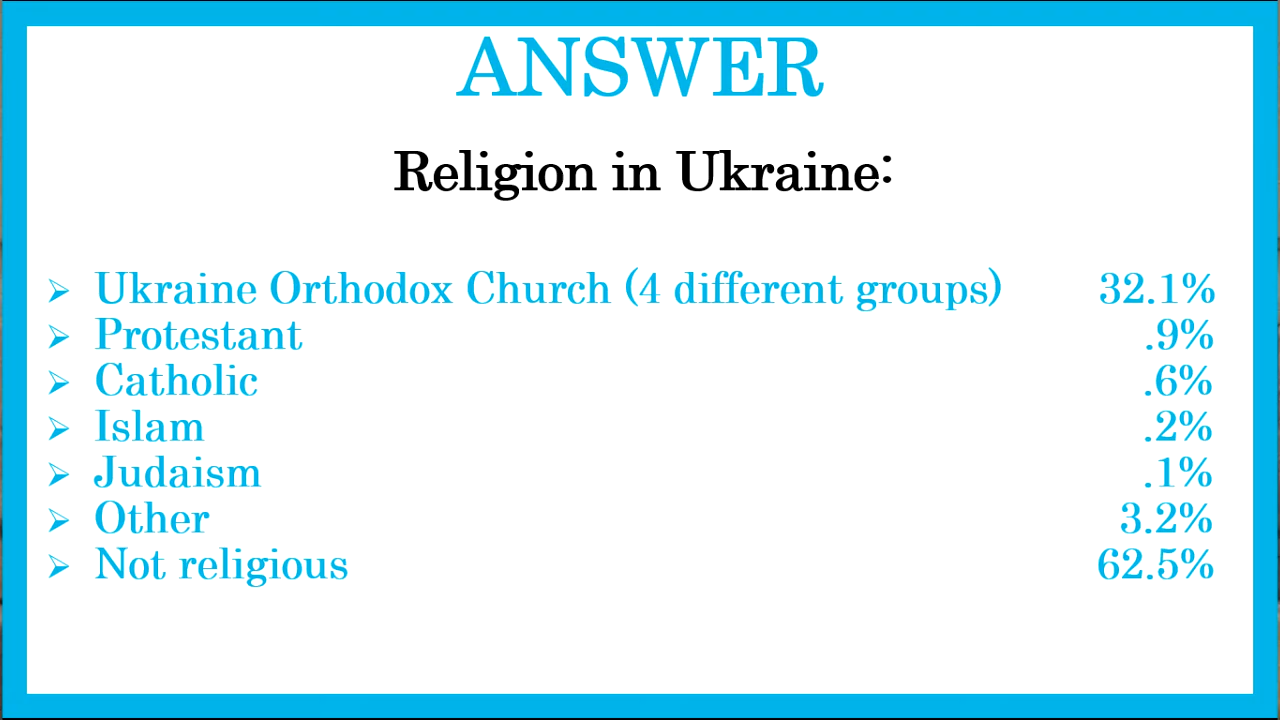 ANSWER
Religion in Ukraine:
➢ Ukraine Orthodox Church (4 different groups) 32.1%
➢ Protestant .9%
➢ Catholic .6%
➢ Islam .2%
➢ Judaism .1%
➢ Other 3.2%
➢ Not religious 62.5%